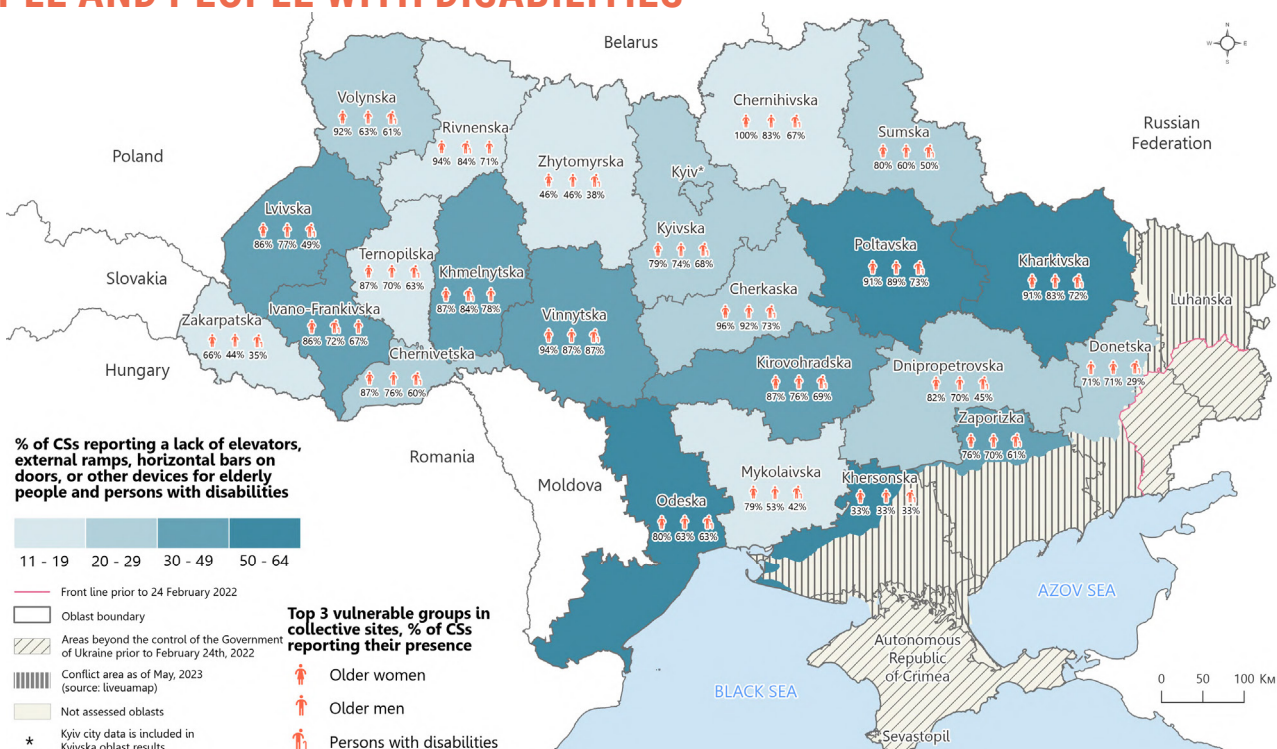 PLE AND PEOPLE WITH DISABILITIES
Belarus
N
W E
S
Volynska
92% 63% 61%
Rivnenska
94% 84% 71%
Chernihivska
100% 83% 67%
Sumska
80% 60% 50%
Russian
Federation
Poland
Zhytomyrska
46% 46% 38%
Kyiv*
Lvivska
86% 77% 49%
Kyivska
79% 74% 68%
Ternopilska
87% 70% 63%
Khmelnytska
87% 84% 78%
Poltavska
91% 89% 73%
Kharkivska
91% 83% 72%
Slovakia
Cherkaska
96% 92% 73%
Luhanska
Ivano-Frankivska
86% 72% 67%
Zakarpatska
66% 44% 35%
Vinnytska
94% 87% 87%
Chernivetska
87% 76% 60%
Kirovohradska
87% 76% 69%
Dnipropetrovska
82% 70% 45%
Donetska
71% 71% 29%
Hungary
Zaporizka
76% 70% 61%
Romania
Moldova
Mykolaivska
79% 53% 42%
Khersonska
33% 33% 33%
Odeska
80% 63% 63%
AZOV SEA
Autonomous
Republic
of Crimea
BLACK SEA
Sevastopil
0 50 100 Км
% of CSs reporting a lack of elevators,
external ramps, horizontal bars on
doors, or other devices for elderly
people and persons with disabilities
11 - 19 20 - 29 30 - 49 50 - 64
Front line prior to 24 February 2022
Oblast boundary
Areas beyond the control of the Government
of Ukraine prior to February 24th, 2022
Conflict area as of May, 2023
(source: liveuamap)
Not assessed oblasts
* Kyiv city data is included in
Kyivska oblast results
Top 3 vulnerable groups in
collective sites, % of CSs
reporting their presence
Older women
Older men
Persons with disabilities